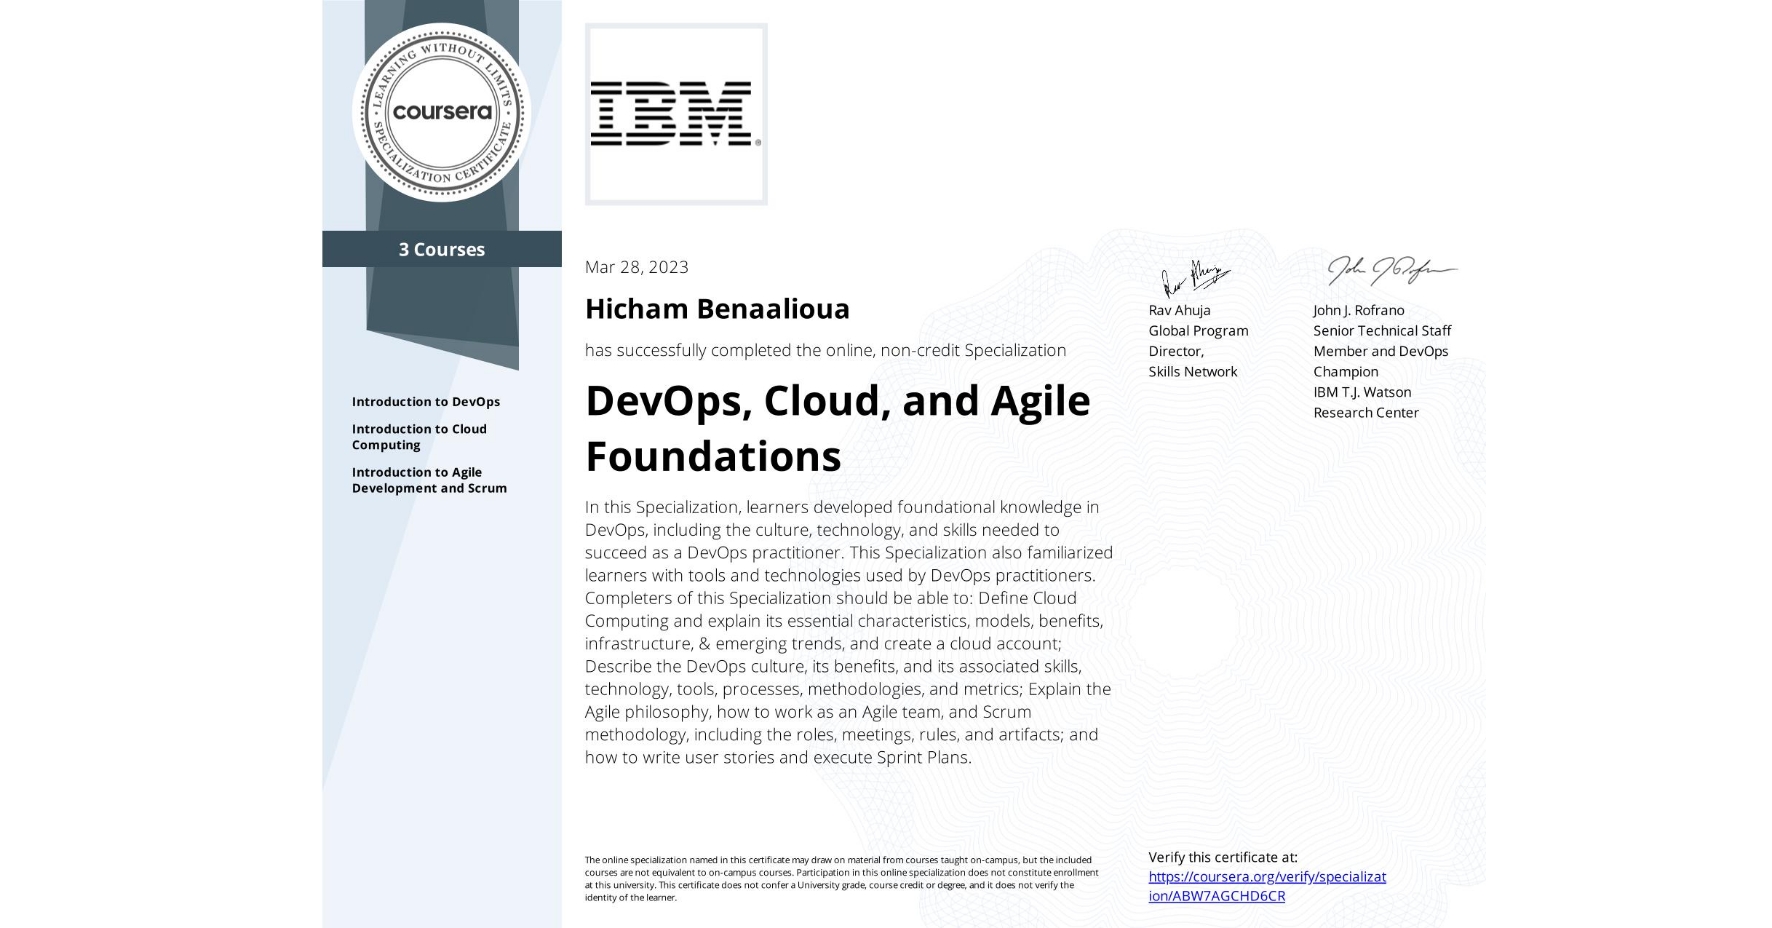 LEARNING WITHOUT LIMITS
coursera
SPECIALIZATION CERTIFICATE
3 Courses
Introduction to DevOps
Introduction to Cloud
Computing
Introduction to Agile
Development and Scrum
IBM®
Mar 28, 2023
Hicham Benaalioua
has successfully completed the online, non-credit Specialization
DevOps, Cloud, and Agile
Foundations
In this Specialization, learners developed foundational knowledge in
DevOps, including the culture, technology, and skills needed to
succeed as a DevOps practitioner. This Specialization also familiarized
learners with tools and technologies used by DevOps practitioners.
Completers of this Specialization should be able to: Define Cloud
Computing and explain its essential characteristics, models, benefits,
infrastructure, & emerging trends, and create a cloud account;
Describe the DevOps culture, its benefits, and its associated skills,
technology, tools, processes, methodologies, and metrics; Explain the
Agile philosophy, how to work as an Agile team, and Scrum
methodology, including the roles, meetings, rules, and artifacts; and
how to write user stories and execute Sprint Plans.
Rav Ahuja
Rav Ahuja
Global Program
Director,
Skills Network
John J Rofrano
John J. Rofrano
Senior Technical Staff
Member and DevOps
Champion
IBM T.J. Watson
Research Center
The online specialization named in this certificate may draw on material from courses taught on-campus, but the included
courses are not equivalent to on-campus courses. Participation in this online specialization does not constitute enrollment
at this university. This certificate does not confer a University grade, course credit or degree, and it does not verify the
identity of the learner.
Verify this certificate at:
https://coursera.org/verify/specializat
ion/ABW7AGCHD6CR